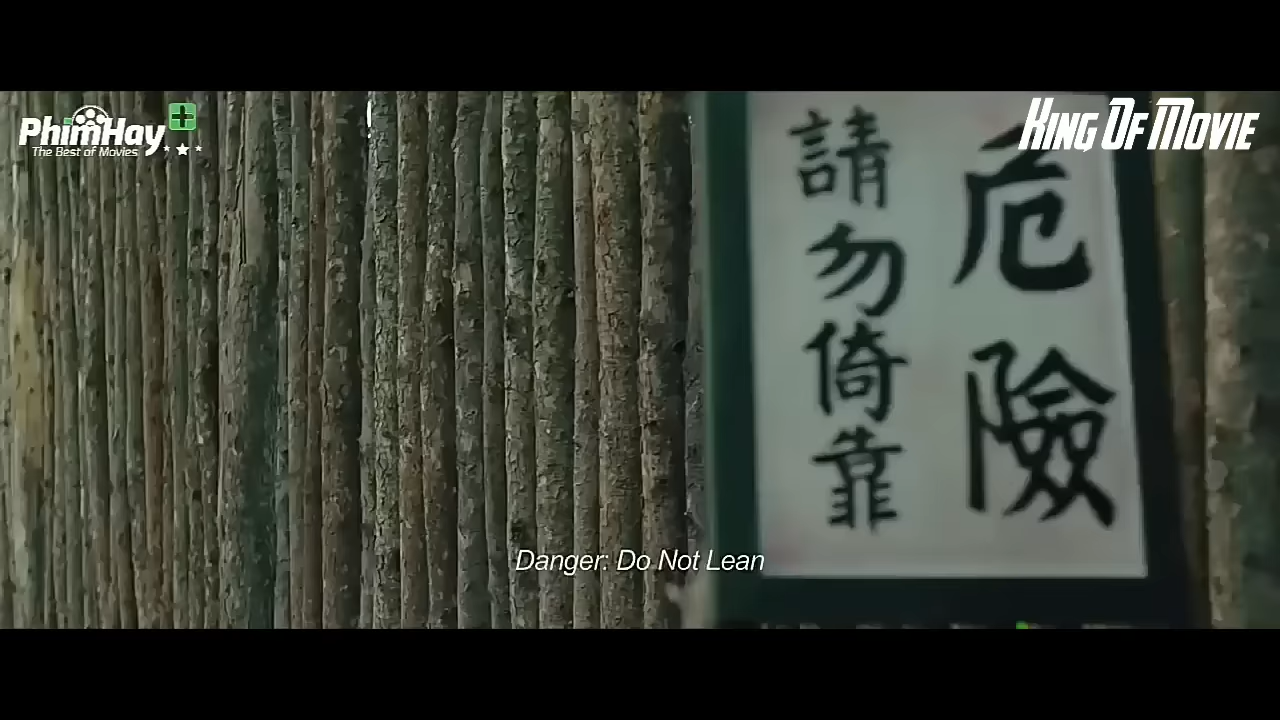 PhimHay+
The Best of Movies
KING OF MOVIE
危險
請勿倚靠
Danger: Do Not Lean